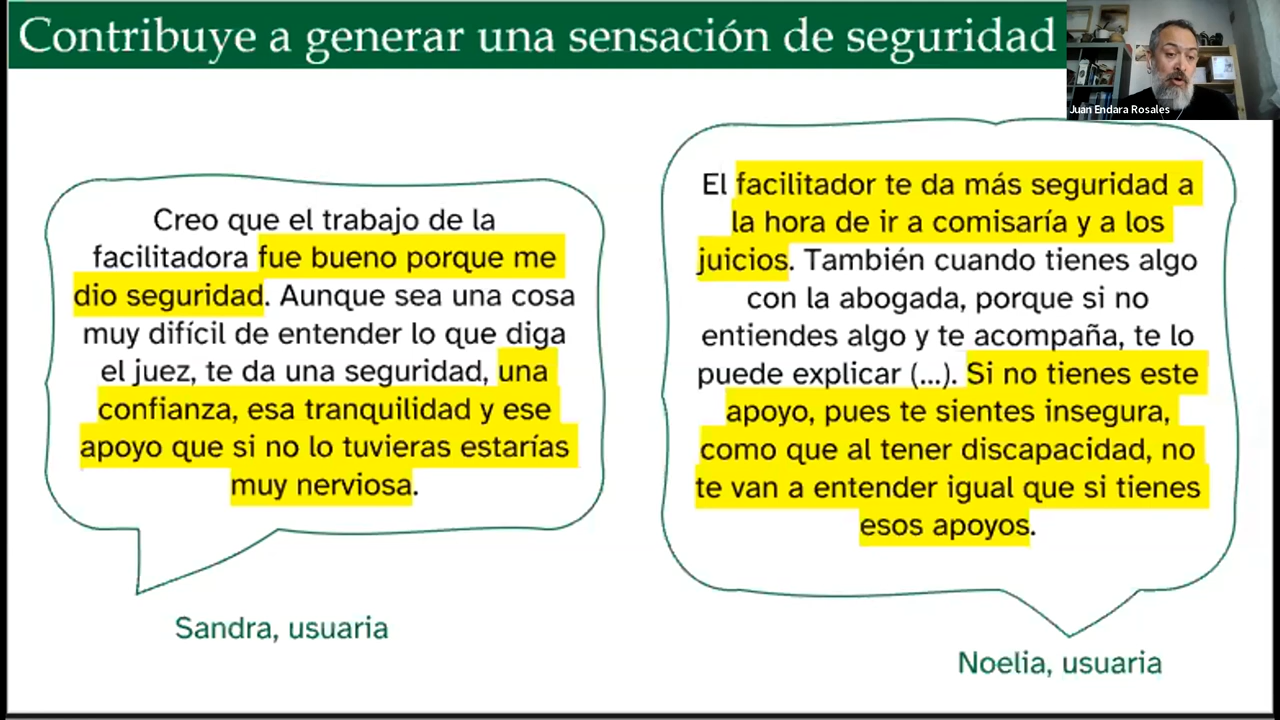 Contribuye a generar una sensación de seguridad
Juan Endara Rosales
Creo que el trabajo de la
facilitadora fue bueno porque me
dio seguridad. Aunque sea una cosa
muy difícil de entender lo que diga
el juez, te da una seguridad, una
confianza, esa tranquilidad y ese
apoyo que si no lo tuvieras estarías
muy nerviosa.
Sandra, usuaria
El facilitador te da más seguridad a
la hora de ir a comisaría y a los
juicios. También cuando tienes algo
con la abogada, porque si no
entiendes algo y te acompaña, te lo
puede explicar (...). Si no tienes este
apoyo, pues te sientes insegura,
como que al tener discapacidad, no
te van a entender igual que si tienes
esos apoyos.
Noelia, usuaria